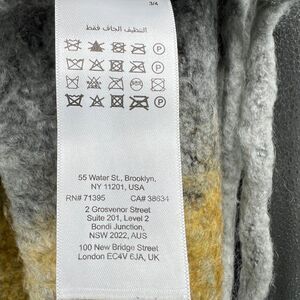 3/4
التنظيف الجاف فقط
55 Water St., Brooklyn,
NY 11201, USA
RN# 71395 CA# 38634
2 Grosvenor Street
Suite 201, Level 2
Bondi Junction,
NSW 2022, AUS
100 New Bridge Street
London EC4V 6JA, UK